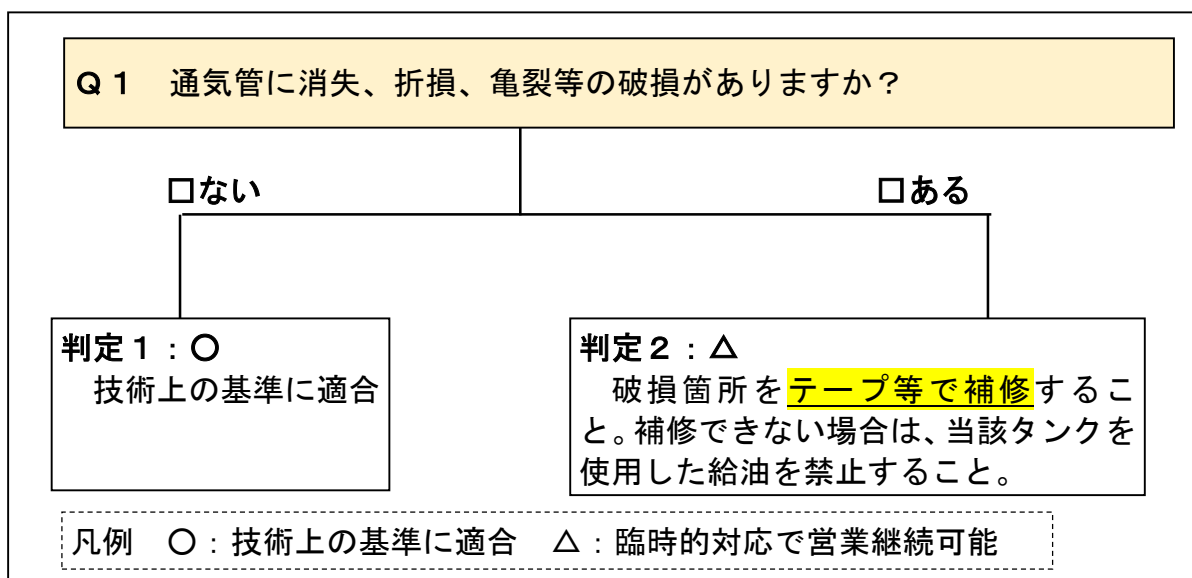 Q1 通気管に消失、折損、亀裂等の破損がありますか?
□ない
□ある
判定1:○
技術上の基準に適合
判定2:△
破損箇所をテープ等で補修するこ
と。補修できない場合は、当該タンクを
使用した給油を禁止すること。
凡例 ○:技術上の基準に適合 △:臨時的対応で営業継続可能